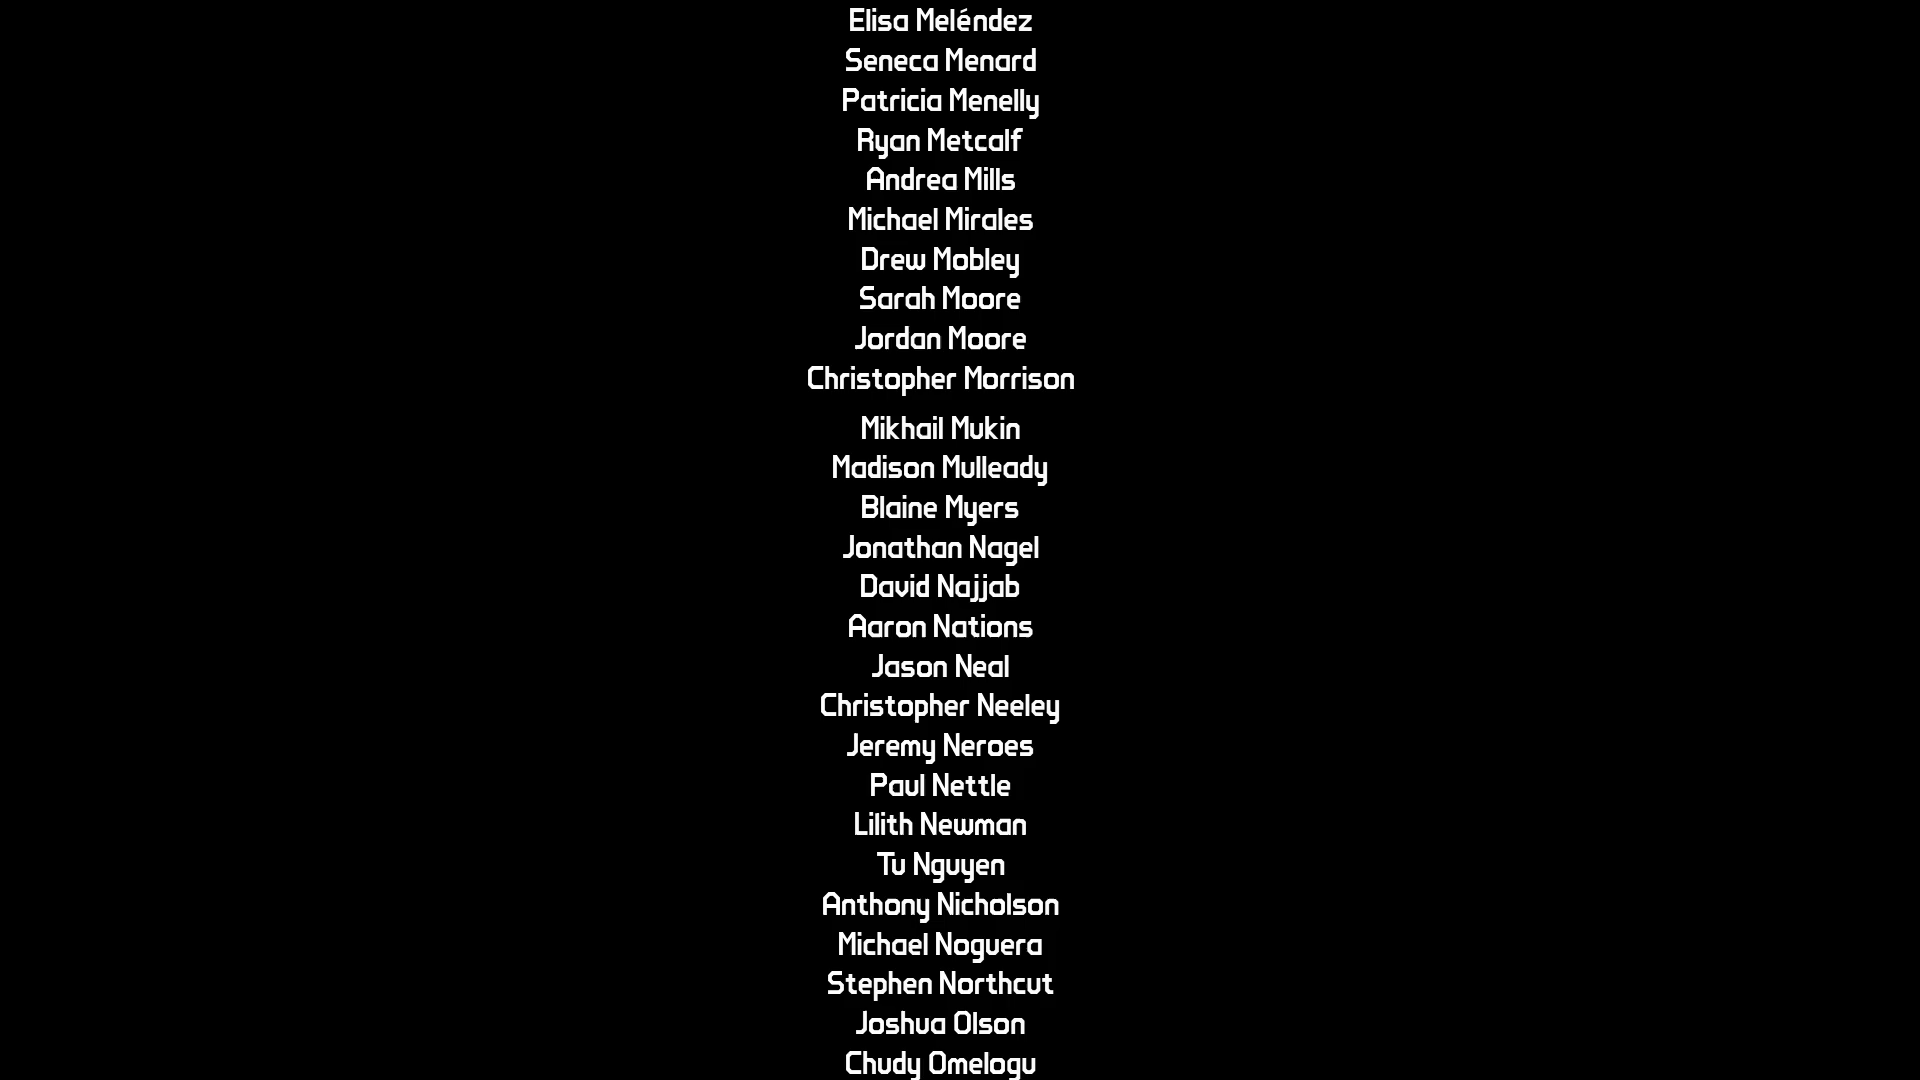 Elisa Meléndez
Seneca Menard
Patricia Menelly
Ryan Metcalf
Andrea Mills
Michael Mirales
Drew Mobley
Sarah Moore
Jordan Moore
Christopher Morrison
Mikhail Mukin
Madison Mulleady
Blaine Myers
Jonathan Nagel
David Najjab
Aaron Nations
Jason Neal
Christopher Neeley
Jeremy Neroes
Paul Nettle
Lilith Newman
Tu Nguyen
Anthony Nicholson
Michael Noguera
Stephen Northcut
Joshua Olson
Chudy Omelogu